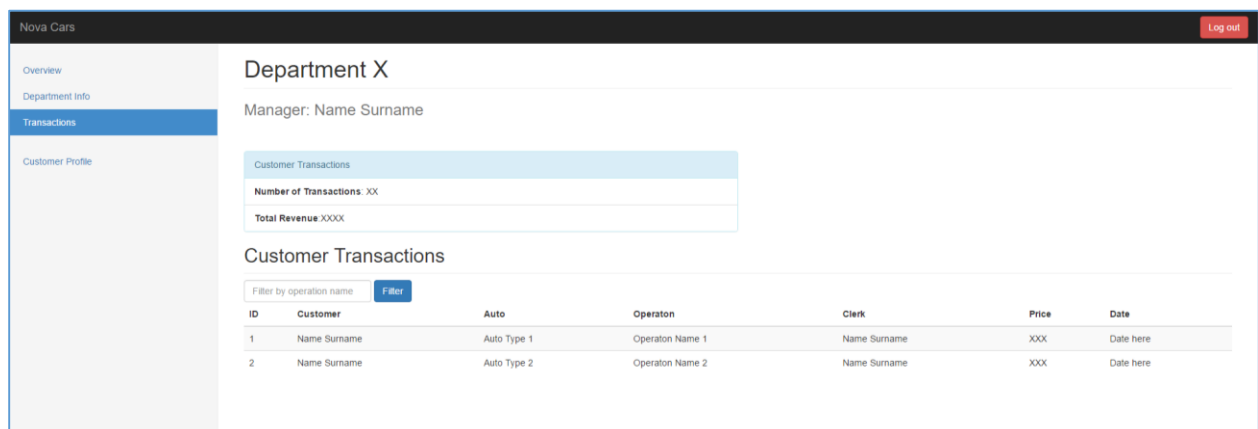 Nova Cars
Log out
Overview
Department Info
Transactions
Customer Profile
Department X
Manager: Name Surname
Customer Transactions
Number of Transactions: XX
Total Revenue:XXXX
Customer Transactions
Filter by operation name Filter
ID Customer Auto Operaton Clerk Price Date
1 Name Surname Auto Type 1 Operaton Name 1 Name Surname XXX Date here
2 Name Surname Auto Type 2 Operaton Name 2 Name Surname XXX Date here